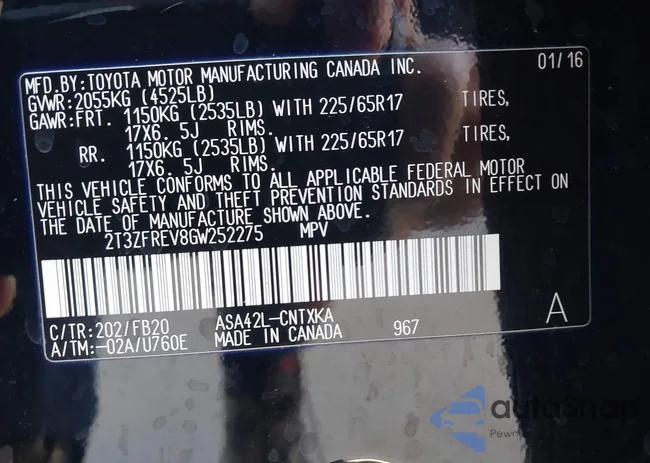 MFD.BY:TOYOTA MOTOR MANUFACTURING CANADA INC. 01/16
GVWR:2055KG (4525LB)
GAWR:FRT. 1150KG (2535LB) WITH 225/65R17 TIRES,
17X6. 5J RIMS.
RR. 1150KG (2535LB) WITH 225/65R17 TIRES,
17X6. 5J RIMS.
THIS VEHICLE CONFORMS TO ALL APPLICABLE FEDERAL MOTOR
VEHICLE SAFETY AND THEFT PREVENTION STANDARDS IN EFFECT ON
THE DATE OF MANUFACTURE SHOWN ABOVE.
2T3ZFREV8GW252275 MPV
C/TR:202/FB20 ASA42L-CNTXKA
A/TM:-02A/U760E MADE IN CANADA 967 A
autoSnap